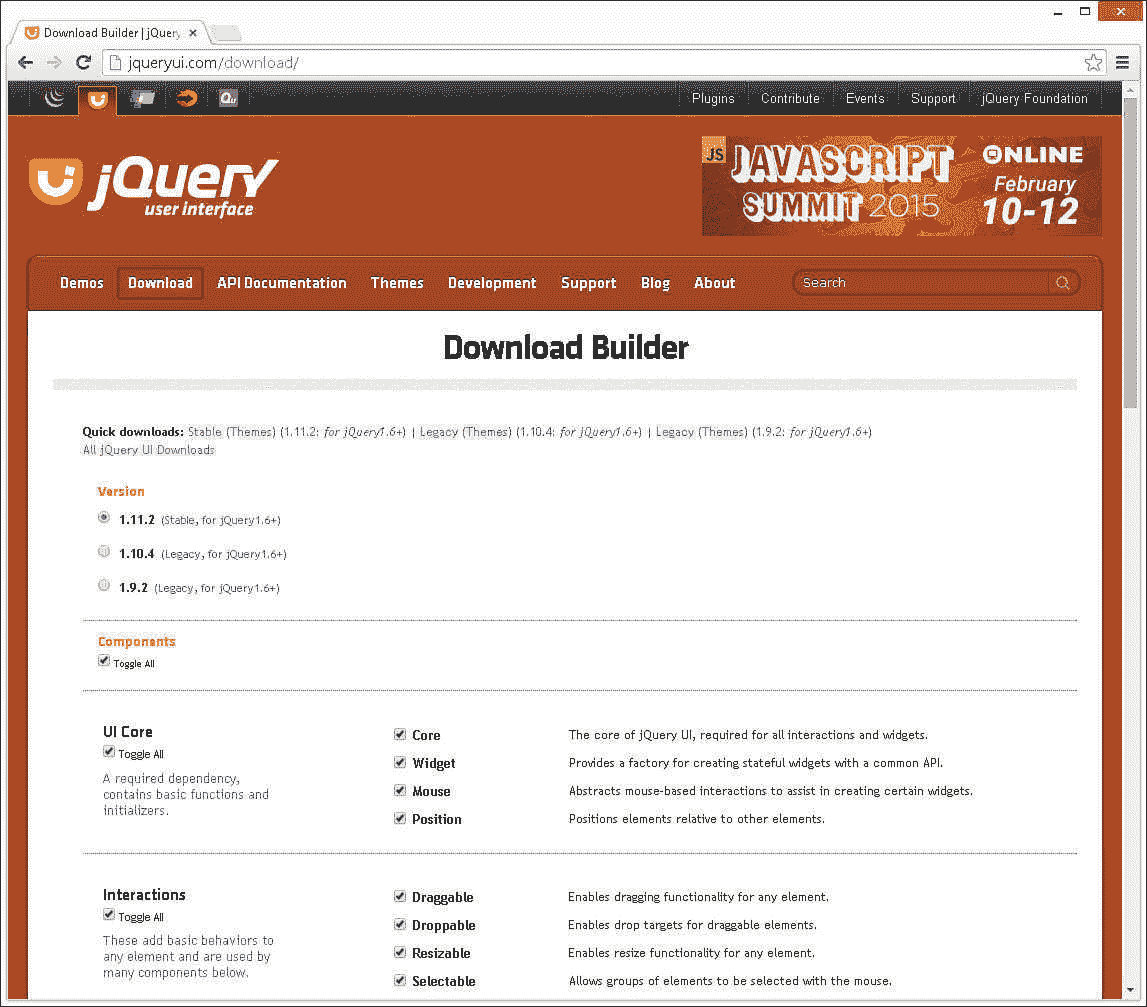 Download Builder | jQuery
jqueryui.com/download/
Qu
Plugins Contribute Events Support jQuery Foundation
jQuery
user interface
JS JAVASCRIPT
SUMMIT 2015
ONLINE
February
10-12
Demos Download API Documentation Themes Development Support Blog About Search
Download Builder
Quick downloads: Stable (Themes) (1.11.2: for jQuery1.6+) | Legacy (Themes) (1.10.4: for jQuery1.6+) | Legacy (Themes) (1.9.2: for jQuery1.6+)
All jQuery UI Downloads
Version
1.11.2 (Stable, for jQuery1.6+)
1.10.4 (Legacy, for jQuery1.6+)
1.9.2 (Legacy, for jQuery1.6+)
Components
Toggle All
UI Core
Toggle All
A required dependency,
contains basic functions and
initializers.
Core The core of jQuery UI, required for all interactions and widgets.
Widget Provides a factory for creating stateful widgets with a common API.
Mouse Abstracts mouse-based interactions to assist in creating certain widgets.
Position Positions elements relative to other elements.
Interactions
Toggle All
These add basic behaviors to
any element and are used by
many components below.
Draggable Enables dragging functionality for any element.
Droppable Enables drop targets for draggable elements.
Resizable Enables resize functionality for any element.
Selectable Allows groups of elements to be selected with the mouse.